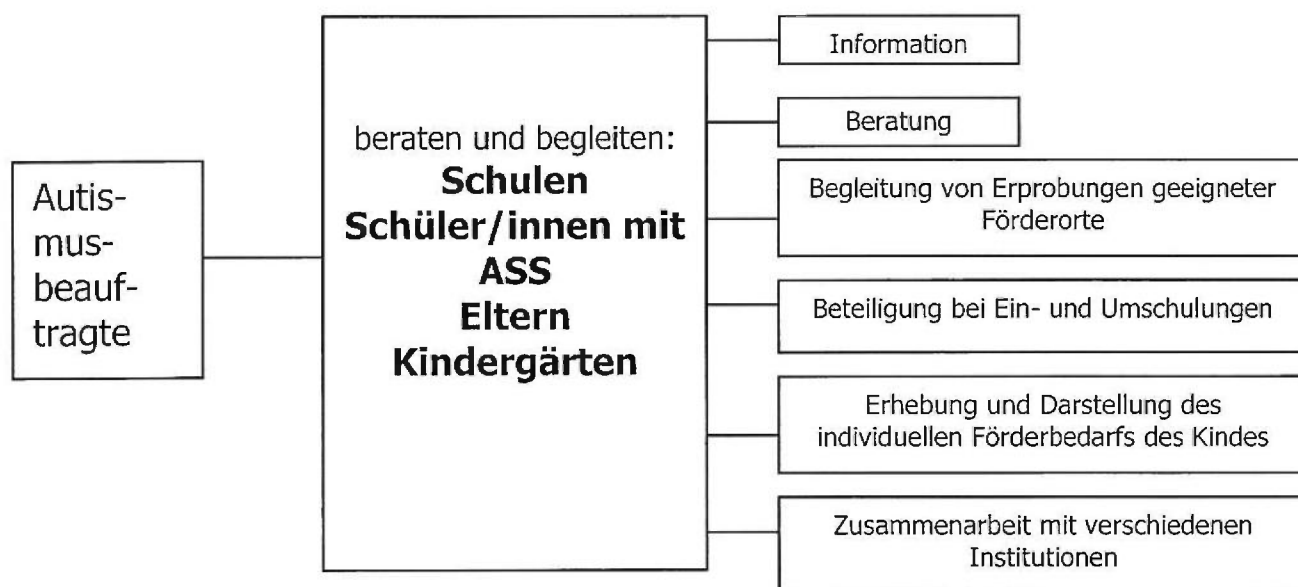 Autis-
mus-
beauf-
tragte
beraten und begleiten:
Schulen
Schüler/innen mit
ASS
Eltern
Kindergärten
Information
Beratung
Begleitung von Erprobungen geeigneter
Förderorte
Beteiligung bei Ein- und Umschulungen
Erhebung und Darstellung des
individuellen Förderbedarfs des Kindes
Zusammenarbeit mit verschiedenen
Institutionen